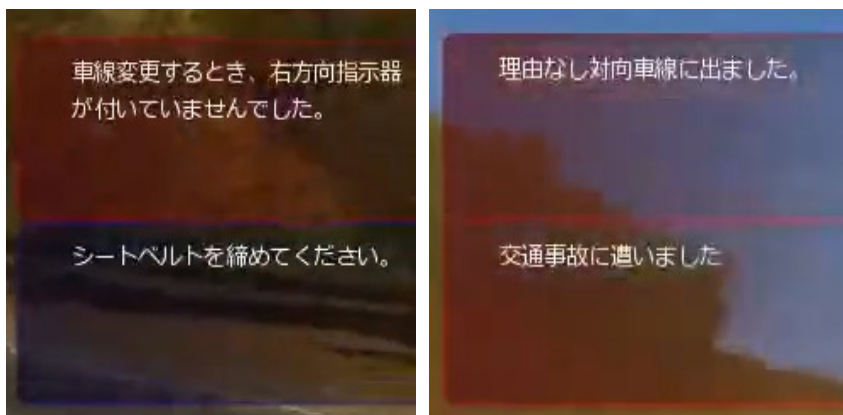 車線変更するとき、右方向指示器
が付いていませんでした。
シートベルトを締めてください。
理由なし対向車線に出ました。
交通事故に遭いました